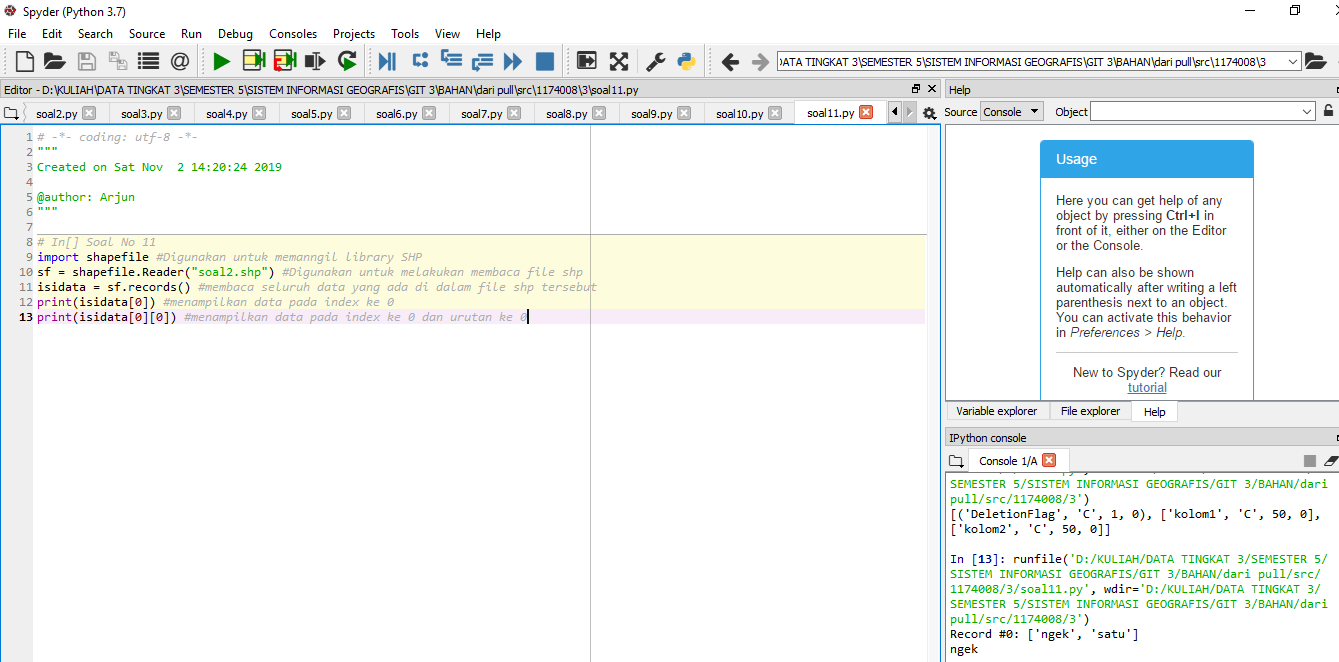 Spyder (Python 3.7)
File Edit Search Source Run Debug Consoles Projects Tools View Help
DATA TINGKAT 3\SEMESTER 5\SISTEM INFORMASI GEOGRAFIS\GIT 3\BAHAN\dari pull\src\1174008\3
Editor - D:\KULIAH\DATA TINGKAT 3\SEMESTER 5\SISTEM INFORMASI GEOGRAFIS\GIT 3\BAHAN\dari pull\src\1174008\3\soal11.py
soal2.py soal3.py soal4.py soal5.py soal6.py soal7.py soal8.py soal9.py soal10.py soal11.py
1 # -*- coding: utf-8 -*-
2 """
3 Created on Sat Nov  2 14:20:24 2019
4
5 @author: Arjun
6 """
7
8 # In[] Soal No 11
9 import shapefile #Digunakan untuk memanngil library SHP
10 sf = shapefile.Reader("soal2.shp") #Digunakan untuk melakukan membaca file shp
11 isidata = sf.records() #membaca seluruh data yang ada di dalam file shp tersebut
12 print(isidata[0]) #menampilkan data pada index ke 0
13 print(isidata[0][0]) #menampilkan data pada index ke 0 dan urutan ke 0
Help
Source Console Object
Usage
Here you can get help of any
object by pressing Ctrl+I in
front of it, either on the Editor
or the Console.
Help can also be shown
automatically after writing a left
parenthesis next to an object.
You can activate this behavior
in Preferences > Help.
New to Spyder? Read our
tutorial
Variable explorer File explorer Help
IPython console
Console 1/A
SEMESTER 5/SISTEM INFORMASI GEOGRAFIS/GIT 3/BAHAN/dari
pull/src/1174008/3')
[('DeletionFlag', 'C', 1, 0), ['kolom1', 'C', 50, 0],
['kolom2', 'C', 50, 0]]
In [13]: runfile('D:/KULIAH/DATA TINGKAT 3/SEMESTER 5/
SISTEM INFORMASI GEOGRAFIS/GIT 3/BAHAN/dari pull/src/
1174008/3/soal11.py', wdir='D:/KULIAH/DATA TINGKAT 3/
SEMESTER 5/SISTEM INFORMASI GEOGRAFIS/GIT 3/BAHAN/dari
pull/src/1174008/3')
Record #0: ['ngek', 'satu']
ngek